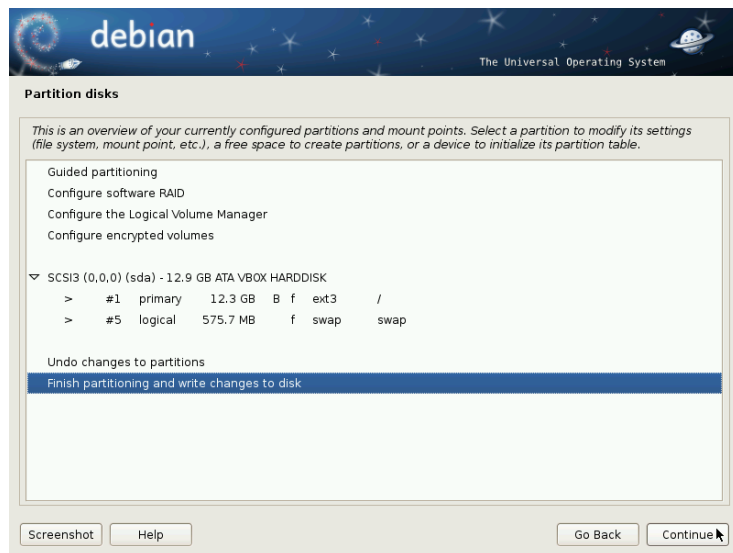 debian
The Universal Operating System
Partition disks
This is an overview of your currently configured partitions and mount points. Select a partition to modify its settings
(file system, mount point, etc.), a free space to create partitions, or a device to initialize its partition table.
Guided partitioning
Configure software RAID
Configure the Logical Volume Manager
Configure encrypted volumes
SCSI3 (0,0,0) (sda) - 12.9 GB ATA VBOX HARDDISK
> #1 primary 12.3 GB B f ext3 /
> #5 logical 575.7 MB f swap swap
Undo changes to partitions
Finish partitioning and write changes to disk
Screenshot Help Go Back Continue